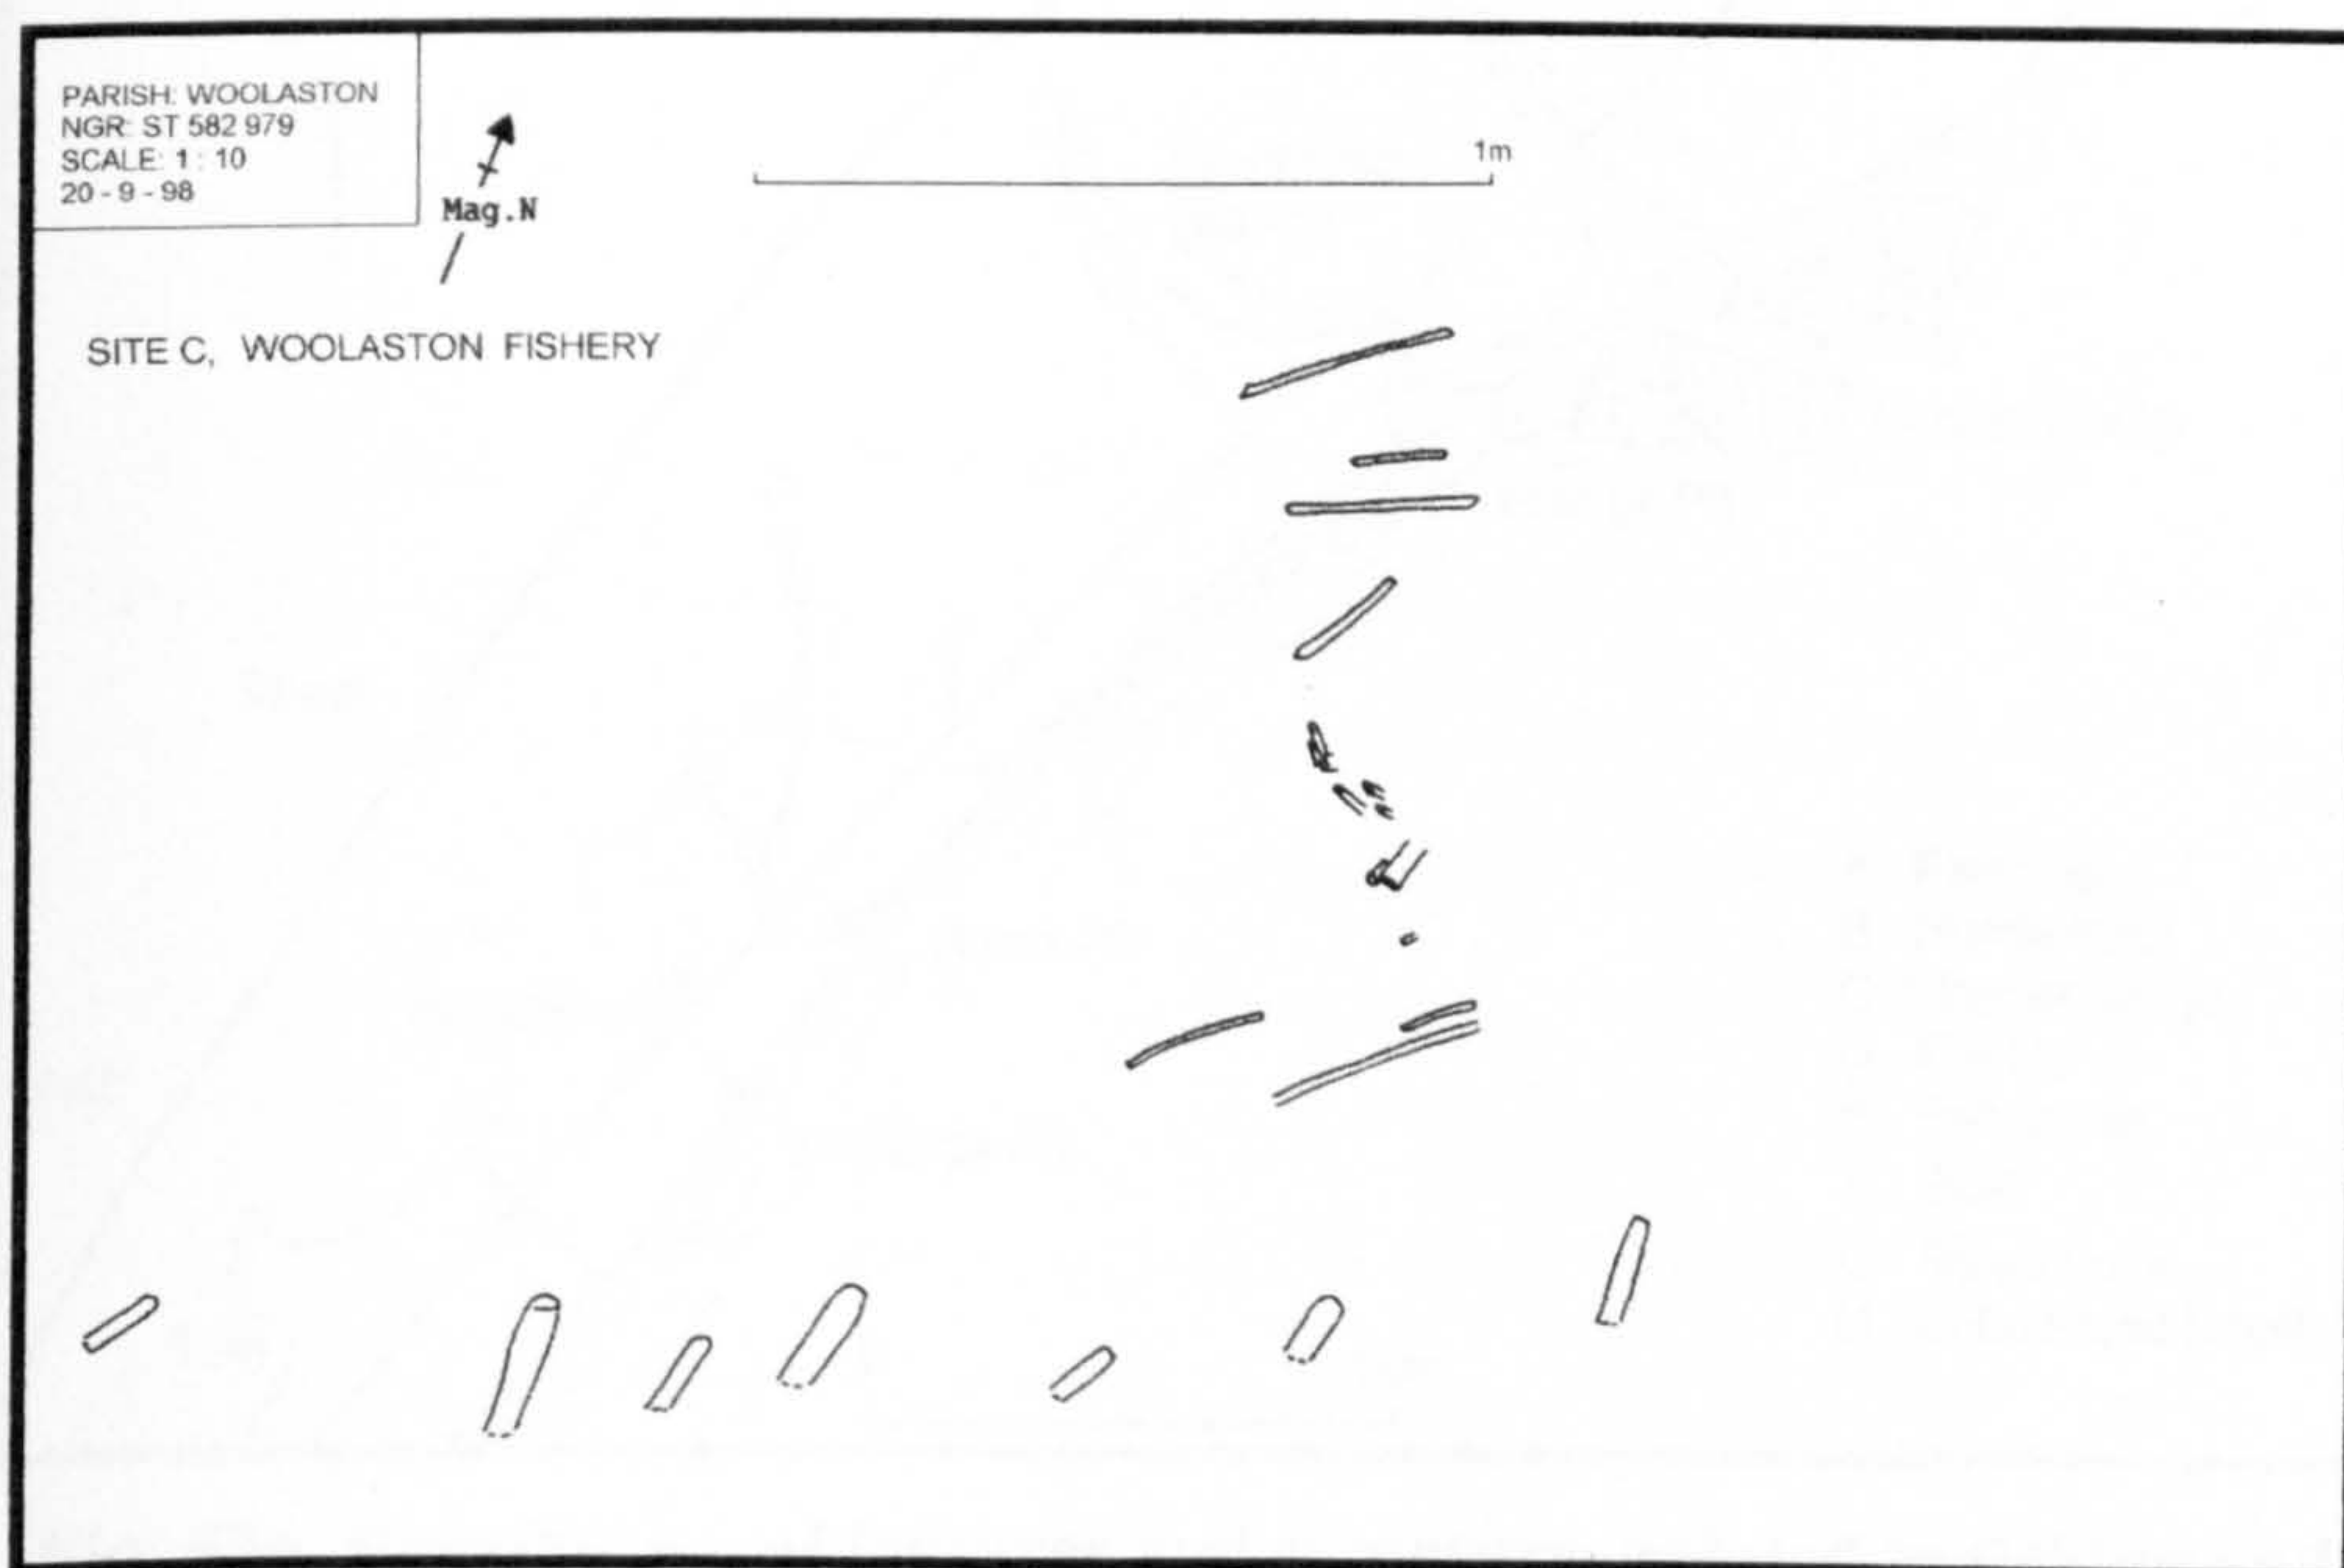 PARISH: WOOLASTON
NGR: ST 582 979
SCALE: 1 : 10
20 - 9 - 98
Mag.N
1m
SITE C, WOOLASTON FISHERY